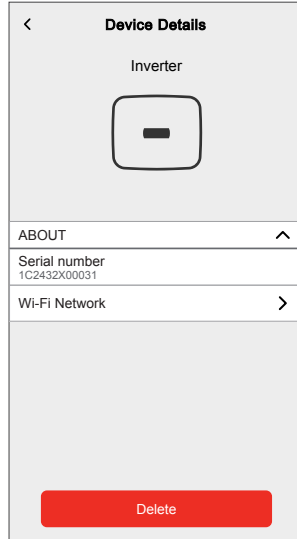 Device Details
Inverter
ABOUT
Serial number
1C2432X00031
Wi-Fi Network
Delete